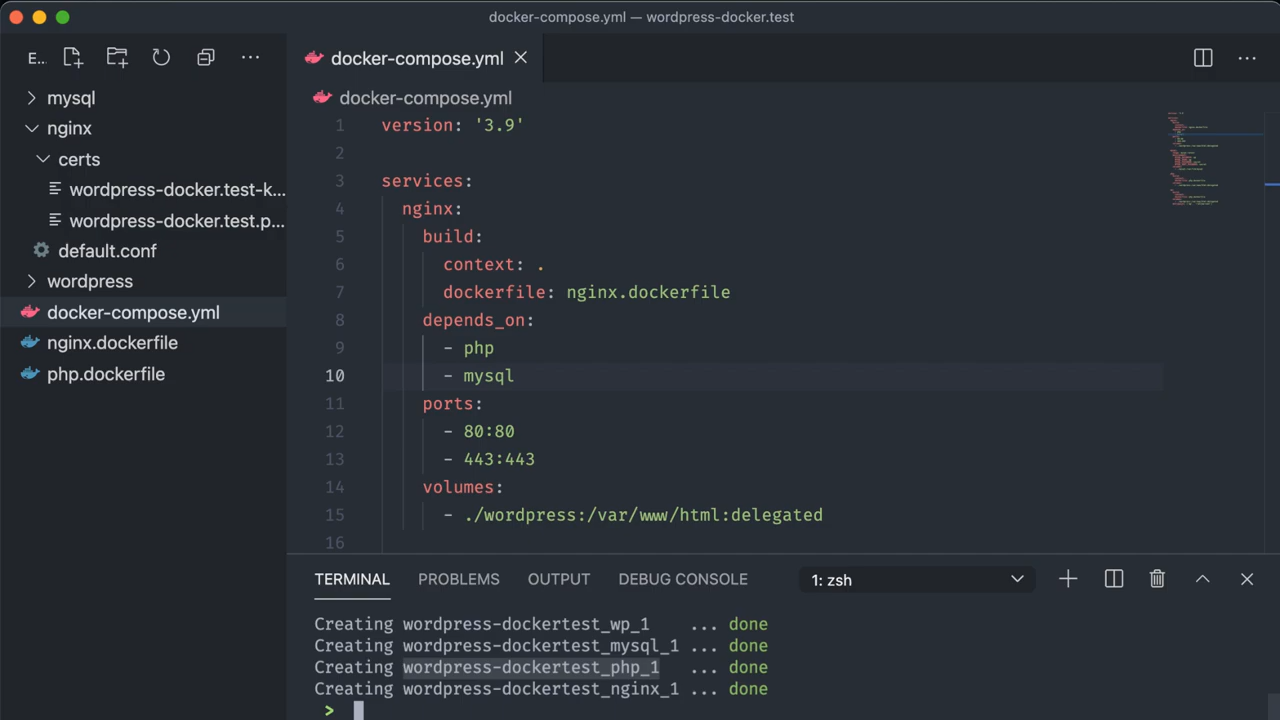 docker-compose.yml — wordpress-docker.test
E...
docker-compose.yml
mysql
nginx
certs
wordpress-docker.test-k...
wordpress-docker.test.p...
default.conf
wordpress
docker-compose.yml
nginx.dockerfile
php.dockerfile
docker-compose.yml
1 version: '3.9'
2
3 services:
4 nginx:
5 build:
6 context: .
7 dockerfile: nginx.dockerfile
8 depends_on:
9 - php
10 - mysql
11 ports:
12 - 80:80
13 - 443:443
14 volumes:
15 - ./wordpress:/var/www/html:delegated
16
TERMINAL PROBLEMS OUTPUT DEBUG CONSOLE 1: zsh
Creating wordpress-dockertest_wp_1 ... done
Creating wordpress-dockertest_mysql_1 ... done
Creating wordpress-dockertest_php_1 ... done
Creating wordpress-dockertest_nginx_1 ... done
>